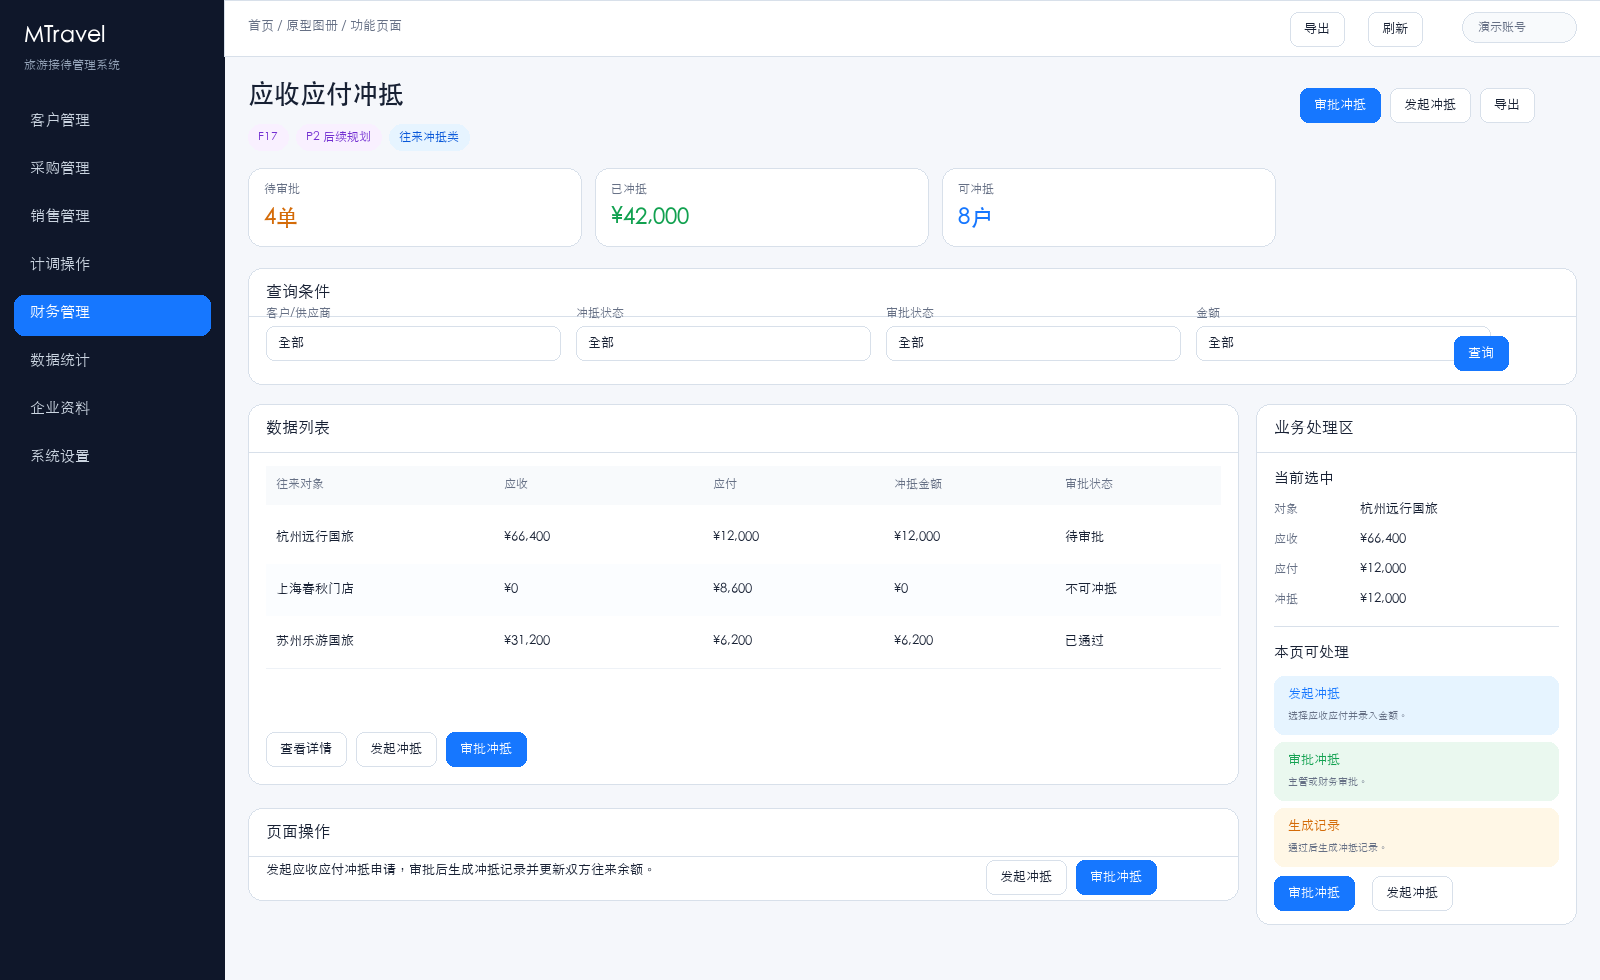 MTravel
旅游接待管理系统
客户管理
采购管理
销售管理
计调操作
财务管理
数据统计
企业资料
系统设置
首页 / 原型图册 / 功能页面
导出
刷新
演示账号
应收应付冲抵
审批冲抵
发起冲抵
导出
F17
P2 后续规划
往来冲抵类
待审批
4单
已冲抵
¥42,000
可冲抵
8户
查询条件
客户/供应商
冲抵状态
审批状态
金额
全部
全部
全部
全部
查询
数据列表
往来对象 应收 应付 冲抵金额 审批状态
杭州远行国旅 ¥66,400 ¥12,000 ¥12,000 待审批
上海春秋门店 ¥0 ¥8,600 ¥0 不可冲抵
苏州乐游国旅 ¥31,200 ¥6,200 ¥6,200 已通过
查看详情
发起冲抵
审批冲抵
页面操作
发起应收应付冲抵申请，审批后生成冲抵记录并更新双方往来余额。
发起冲抵
审批冲抵
业务处理区
当前选中
对象 杭州远行国旅
应收 ¥66,400
应付 ¥12,000
冲抵 ¥12,000
本页可处理
发起冲抵
选择应收应付并录入金额。
审批冲抵
主管或财务审批。
生成记录
通过后生成冲抵记录。
审批冲抵
发起冲抵